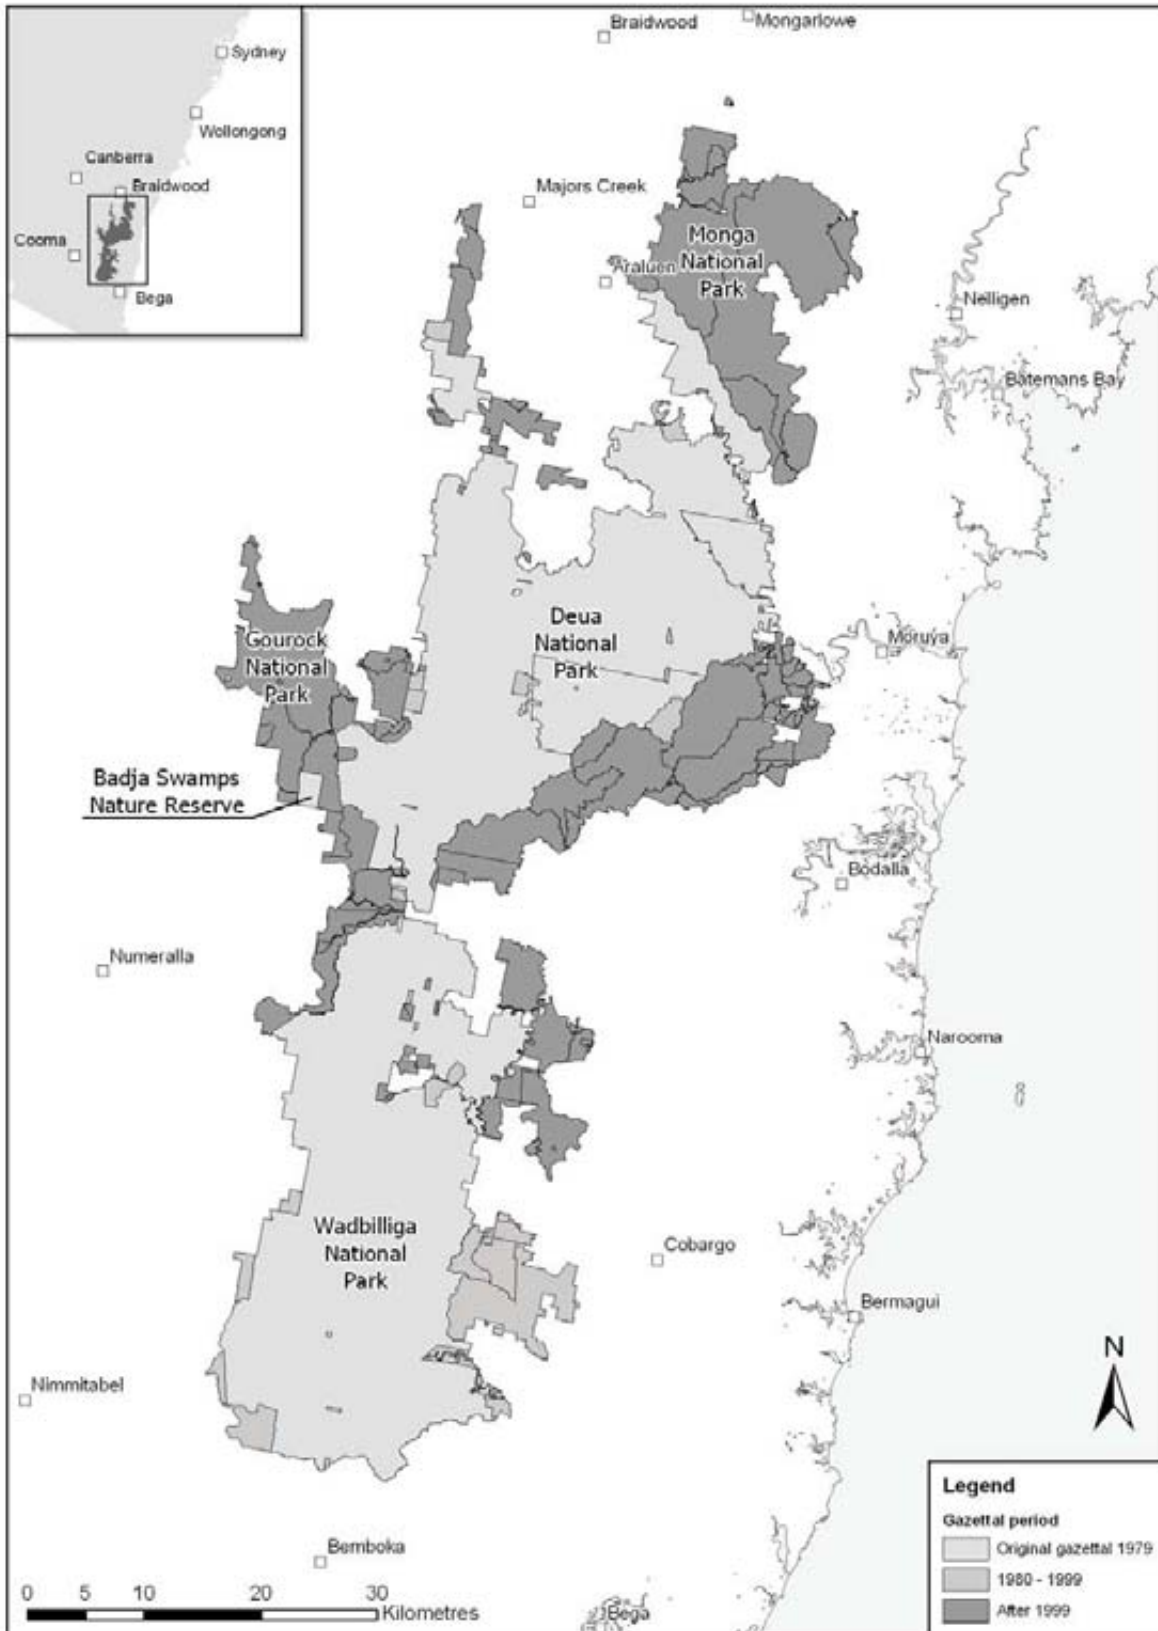 Braidwood
Mongarlowe
Sydney
Wollongong
Canberra
Braidwood
Cooma
Bega
Majors Creek
Araluen
Monga
National
Park
Nelligen
Batemans Bay
Deua
National
Park
Gourock
National
Park
Moruya
Badja Swamps
Nature Reserve
Bodalla
Numeralla
Narooma
Wadbilliga
National
Park
Cobargo
Bermagui
Nimmitabel
N
Bemboka
Bega
0 5 10 20 30
Kilometres
Legend
Gazettal period
Original gazettal 1979
1980 - 1999
After 1999